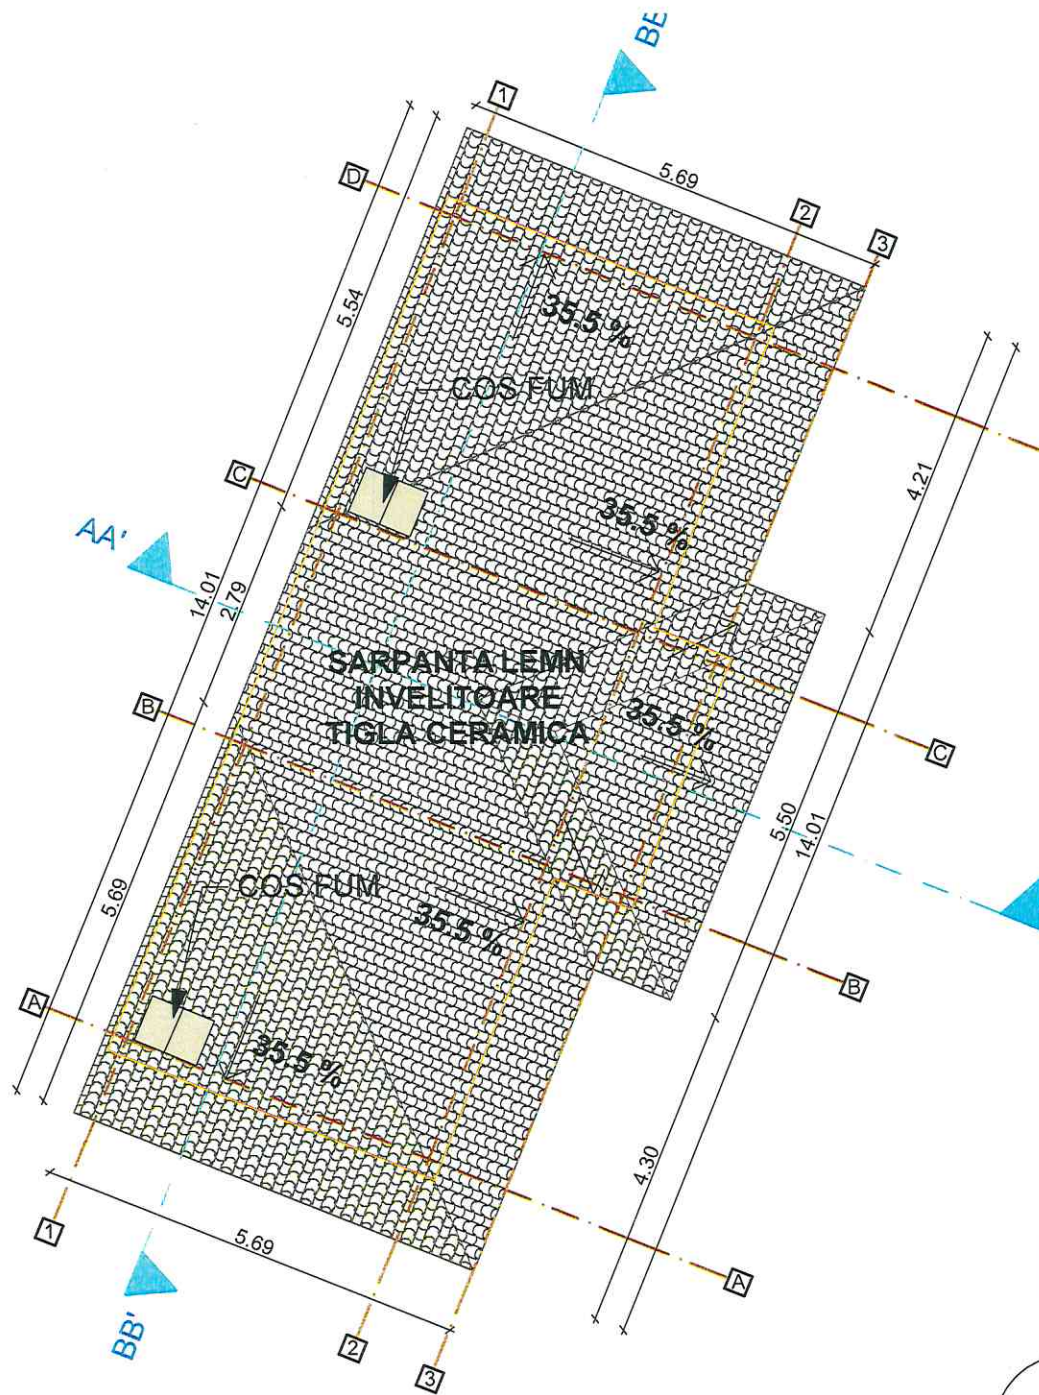 BB'
1
5.69
D
2
3
5.54
35.5 %
COS FUM
4.21
C
35.5 %
AA'
14.01
2.79
SARPANTA LEMN
INVELITOARE
TIGLA CERAMICA
35.5 %
B
C
5.50
14.01
5.69
COS FUM
35.5 %
B
A
35.5 %
4.30
1
5.69
A
BB'
2
3